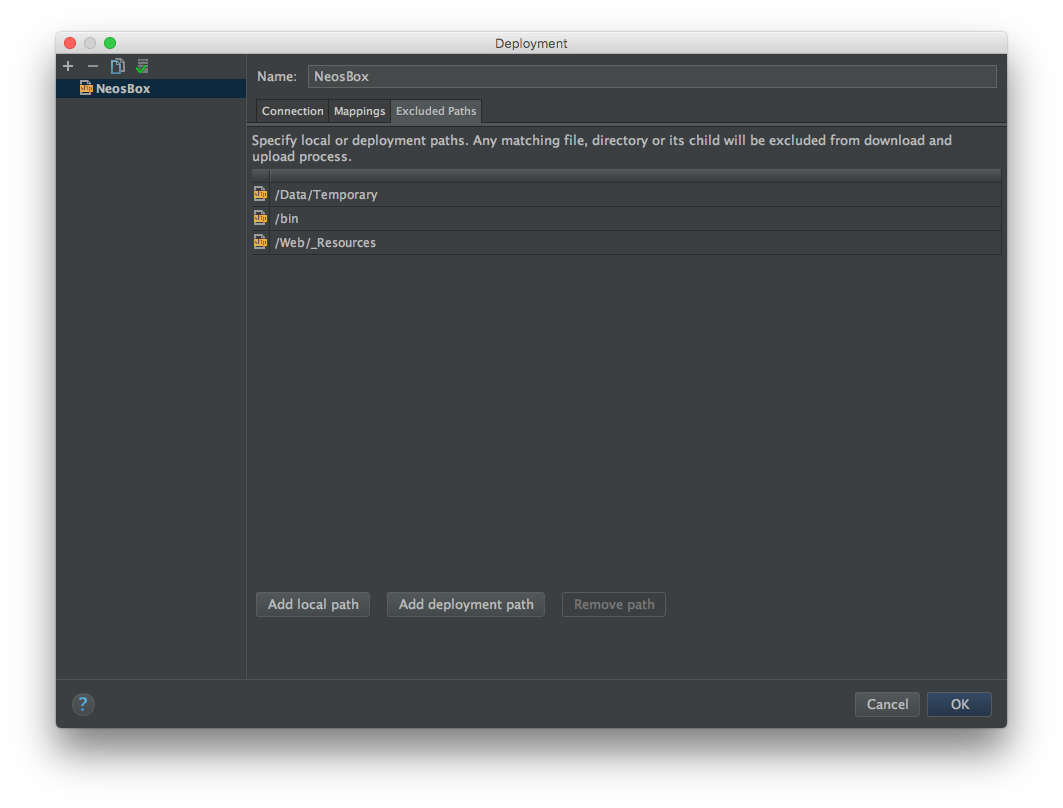 Deployment
NeosBox
Name: NeosBox
Connection Mappings Excluded Paths
Specify local or deployment paths. Any matching file, directory or its child will be excluded from download and
upload process.
/Data/Temporary
/bin
/Web/_Resources
Add local path Add deployment path Remove path
? Cancel OK